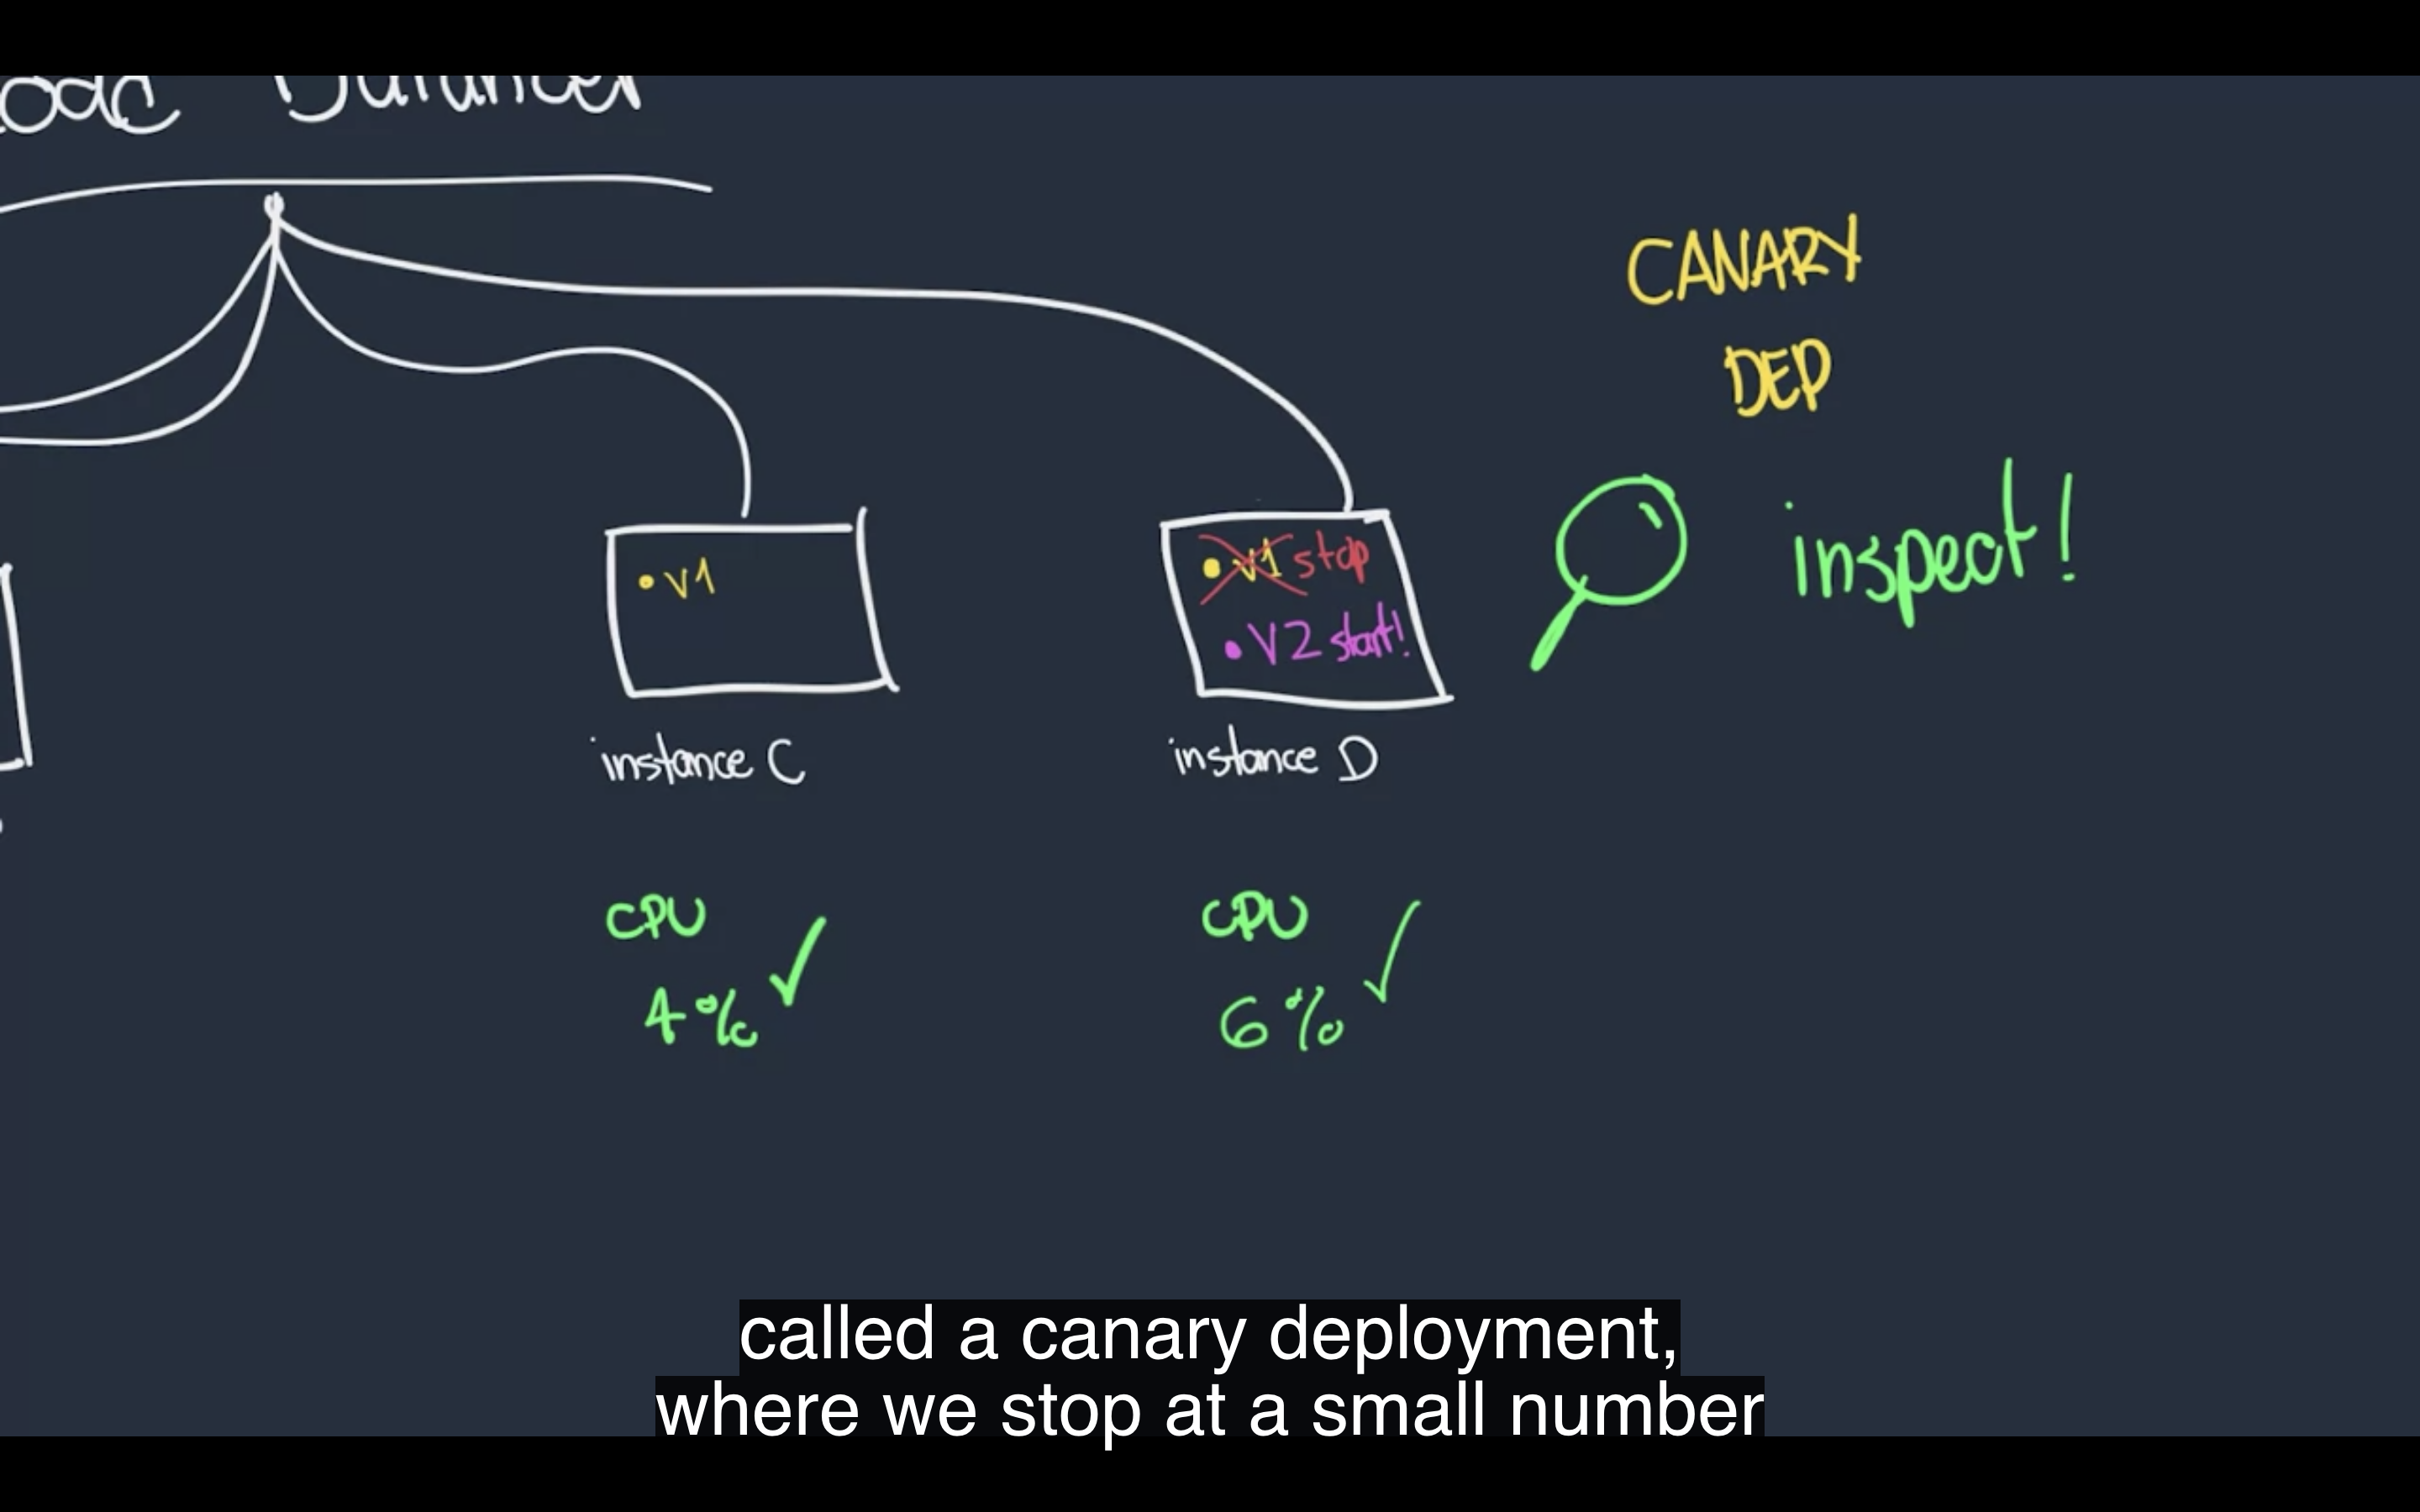 CANARY
DEP
inspect!
• v1
• v1 stop
• V2 start!
instance C
instance D
CPU
4% ✓
CPU
6% ✓
called a canary deployment,
where we stop at a small number